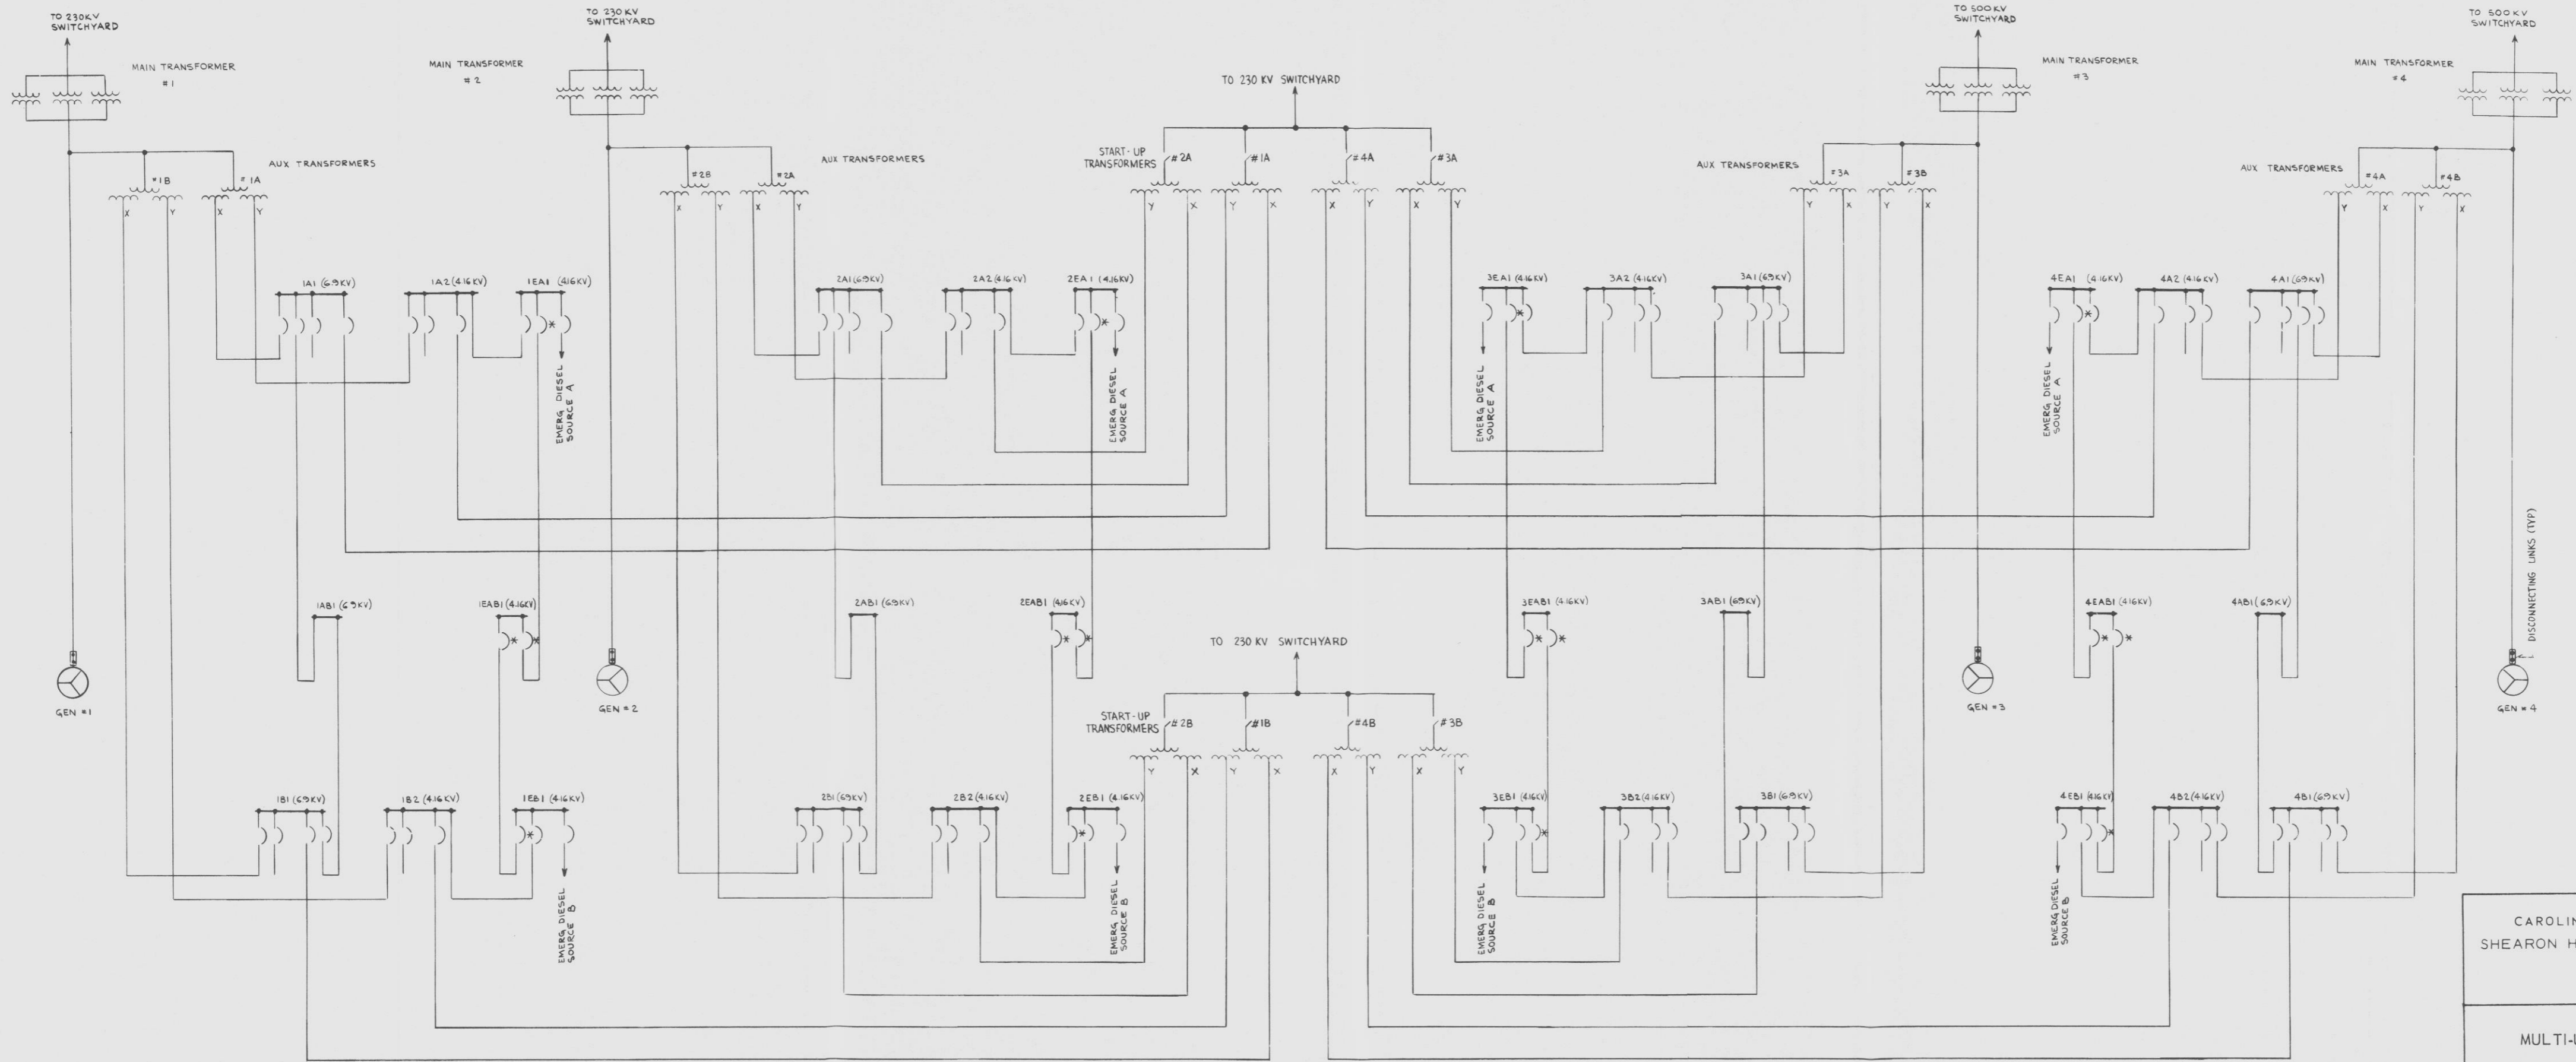 TO 230KV
SWITCHYARD
TO 230 KV
SWITCHYARD
TO 500KV
SWITCHYARD
TO 500 KV
SWITCHYARD
MAIN TRANSFORMER
#1
MAIN TRANSFORMER
#2
TO 230 KV SWITCHYARD
MAIN TRANSFORMER
#3
MAIN TRANSFORMER
#4
AUX TRANSFORMERS
#1B
#1A
X
Y
X
Y
AUX TRANSFORMERS
#2B
#2A
X
Y
X
Y
START-UP
TRANSFORMERS
#2A
#1A
#4A
#3A
Y
X
Y
X
X
Y
X
Y
AUX TRANSFORMERS
#3A
#3B
Y
X
Y
X
AUX TRANSFORMERS
#4A
#4B
Y
X
Y
X
1A1 (6.9KV)
1A2 (4.16KV)
1EA1 (4.16KV)
2A1 (6.9KV)
2A2 (4.16KV)
2EA1 (4.16KV)
3EA1 (4.16KV)
3A2 (4.16KV)
3A1 (6.9KV)
4EA1 (4.16KV)
4A2 (4.16KV)
4A1 (6.9KV)
*
*
*
*
EMERG DIESEL
SOURCE A
EMERG DIESEL
SOURCE A
EMERG DIESEL
SOURCE A
EMERG DIESEL
SOURCE A
DISCONNECTING LINKS (TYP)
1AB1 (6.9KV)
1EAB1 (4.16KV)
2AB1 (6.9KV)
2EAB1 (4.16KV)
3EAB1 (4.16KV)
3AB1 (6.9KV)
4EAB1 (4.16KV)
4AB1 (6.9KV)
* *
* *
* *
* *
TO 230 KV SWITCHYARD
GEN #1
GEN #2
GEN #3
GEN #4
START-UP
TRANSFORMERS
#2B
#1B
#4B
#3B
Y
X
Y
X
X
Y
X
Y
1B1 (6.9KV)
1B2 (4.16KV)
1EB1 (4.16KV)
2B1 (6.9KV)
2B2 (4.16KV)
2EB1 (4.16KV)
3EB1 (4.16KV)
3B2 (4.16KV)
3B1 (6.9KV)
4EB1 (4.16KV)
4B2 (4.16KV)
4B1 (6.9KV)
*
*
*
*
EMERG DIESEL
SOURCE B
EMERG DIESEL
SOURCE B
EMERG DIESEL
SOURCE B
EMERG DIESEL
SOURCE B
CAROLIN
SHEARON H
MULTI-